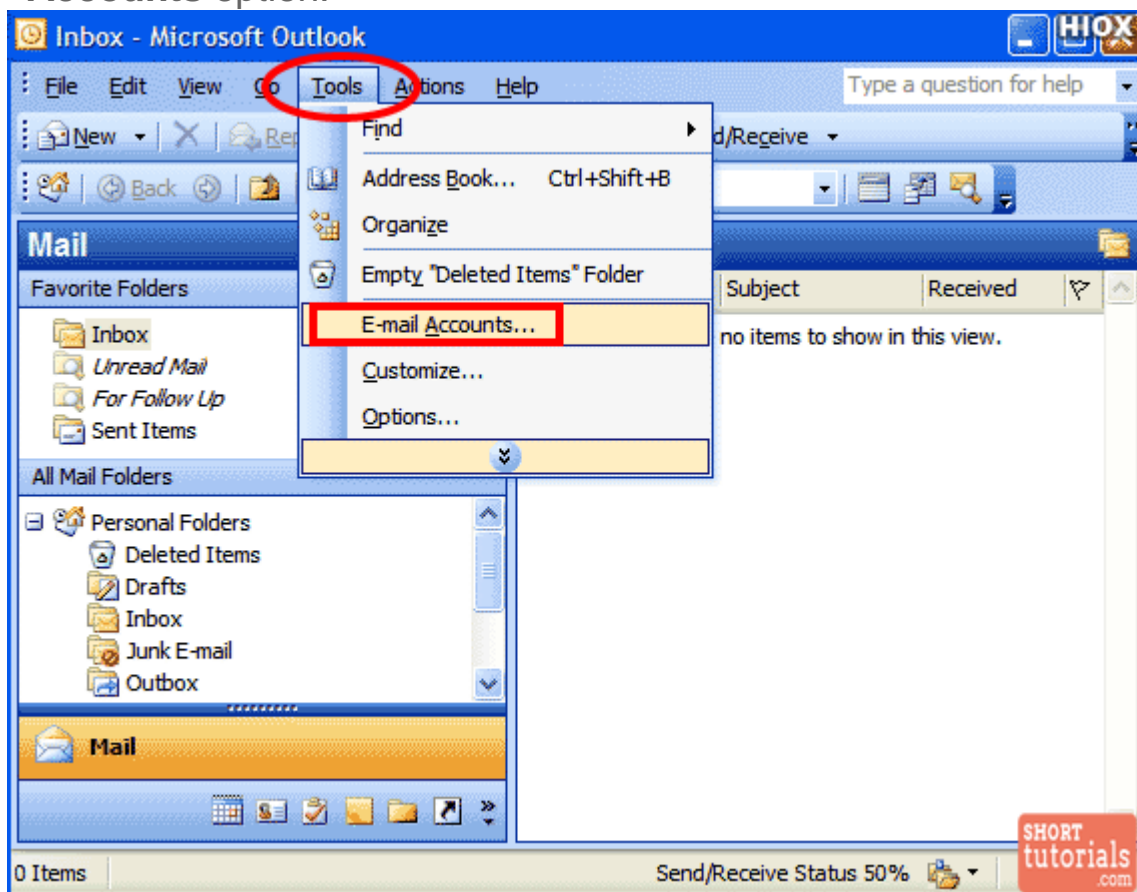 Accounts option.
Inbox - Microsoft Outlook
HIOX
File Edit View Go Tools Actions Help
Type a question for help
New
d/Receive
Back
Find
Address Book... Ctrl+Shift+B
Organize
Empty "Deleted Items" Folder
E-mail Accounts...
Customize...
Options...
Mail
Favorite Folders
Inbox
Unread Mail
For Follow Up
Sent Items
All Mail Folders
Personal Folders
Deleted Items
Drafts
Inbox
Junk E-mail
Outbox
Mail
Subject Received
no items to show in this view.
0 Items
Send/Receive Status 50%
SHORT
tutorials
.com